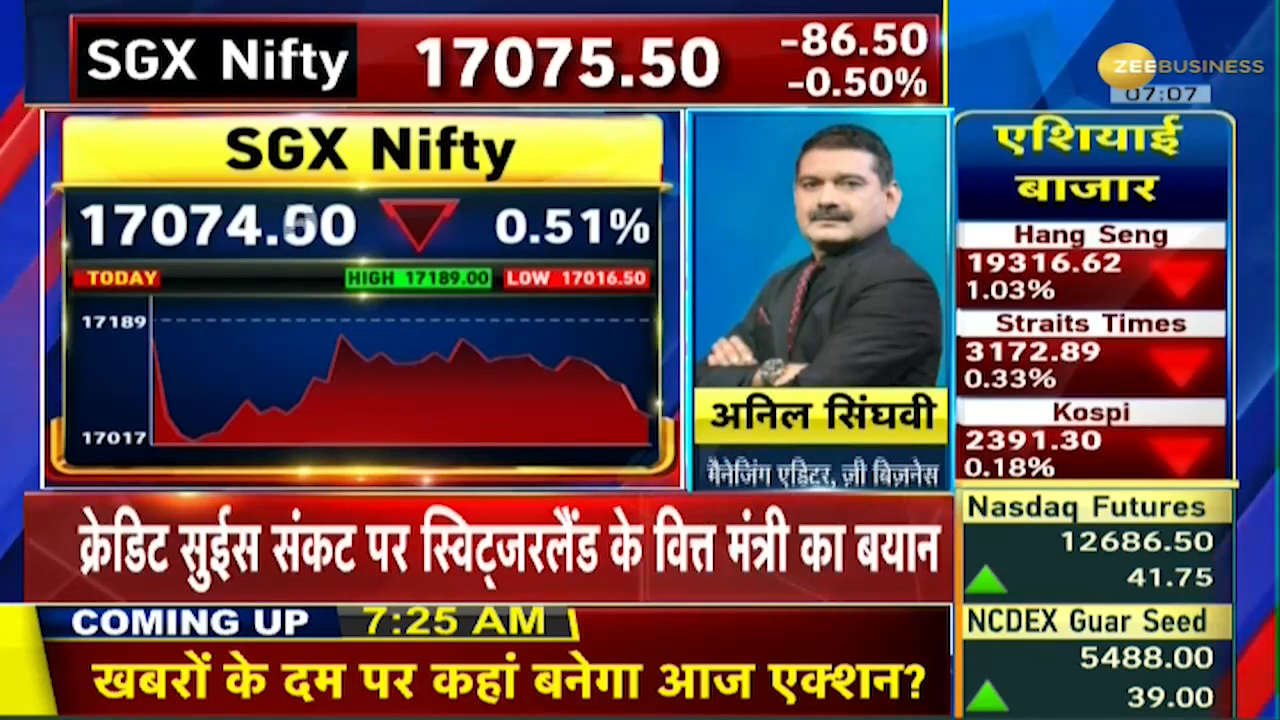 SGX Nifty
17075.50
-86.50
-0.50%
ZEEBUSINESS
07:07
SGX Nifty
17074.50
0.51%
TODAY
HIGH 17189.00
LOW 17016.50
17189
17017
अनिल सिंघवी
मैनेजिंग एडिटर, ज़ी बिज़नेस
एशियाई
बाजार
Hang Seng
19316.62
1.03%
Straits Times
3172.89
0.33%
Kospi
2391.30
0.18%
Nasdaq Futures
12686.50
41.75
NCDEX Guar Seed
5488.00
39.00
क्रेडिट सुईस संकट पर स्विट्जरलैंड के वित्त मंत्री का बयान
COMING UP 7:25 AM
खबरों के दम पर कहां बनेगा आज एक्शन?